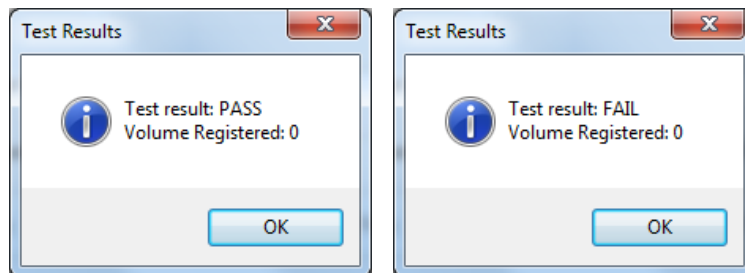 Test Results
Test result: PASS
Volume Registered: 0
OK
Test Results
Test result: FAIL
Volume Registered: 0
OK